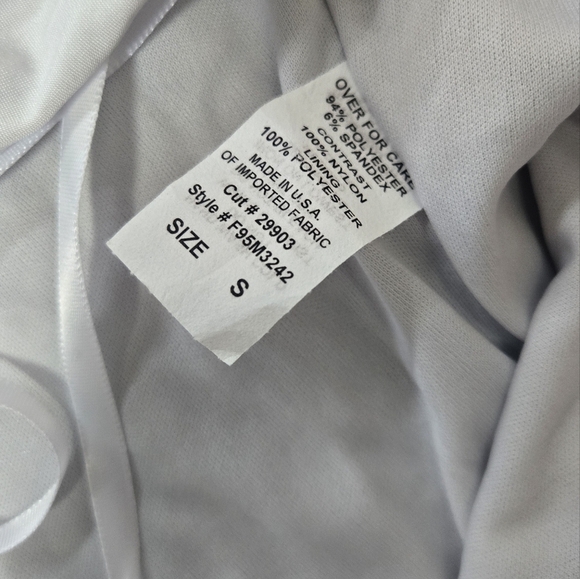 OVER FOR CARE
94% POLYESTER
6% SPANDEX
CONTRAST
100% NYLON
LINING
100% POLYESTER
MADE IN U.S.A.
OF IMPORTED FABRIC
Cut # 29903
Style # F95M3242
SIZE S